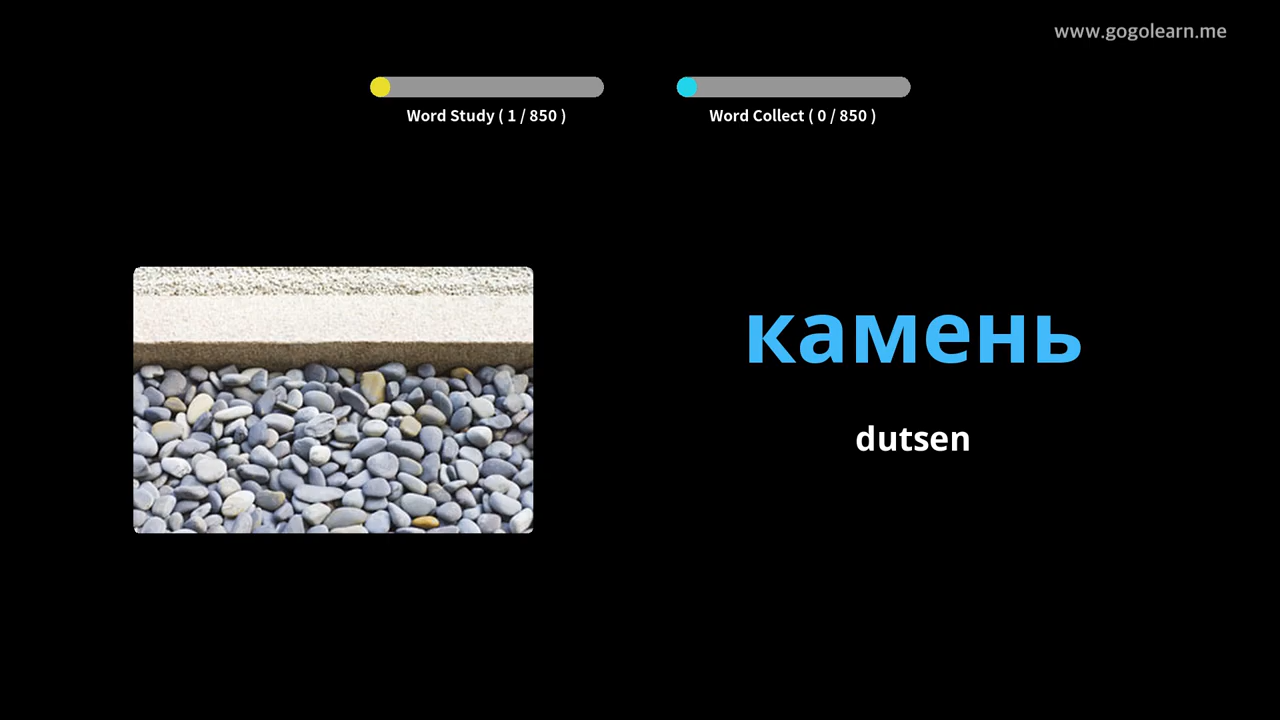 www.gogolearn.me
Word Study ( 1 / 850 )
Word Collect ( 0 / 850 )
камень
dutsen